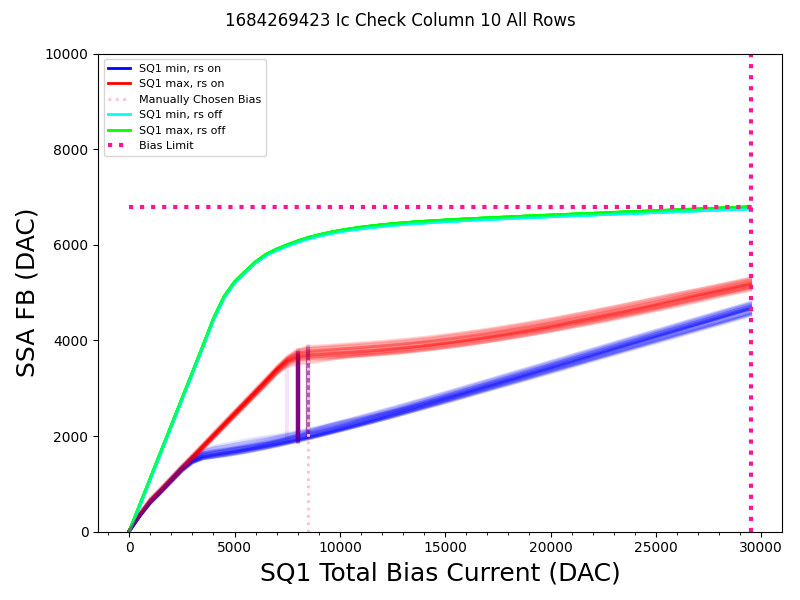 1684269423 Ic Check Column 10 All Rows
10000
8000
6000
4000
2000
0
SSA FB (DAC)
SQ1 min, rs on
SQ1 max, rs on
Manually Chosen Bias
SQ1 min, rs off
SQ1 max, rs off
Bias Limit
0 5000 10000 15000 20000 25000 30000
SQ1 Total Bias Current (DAC)